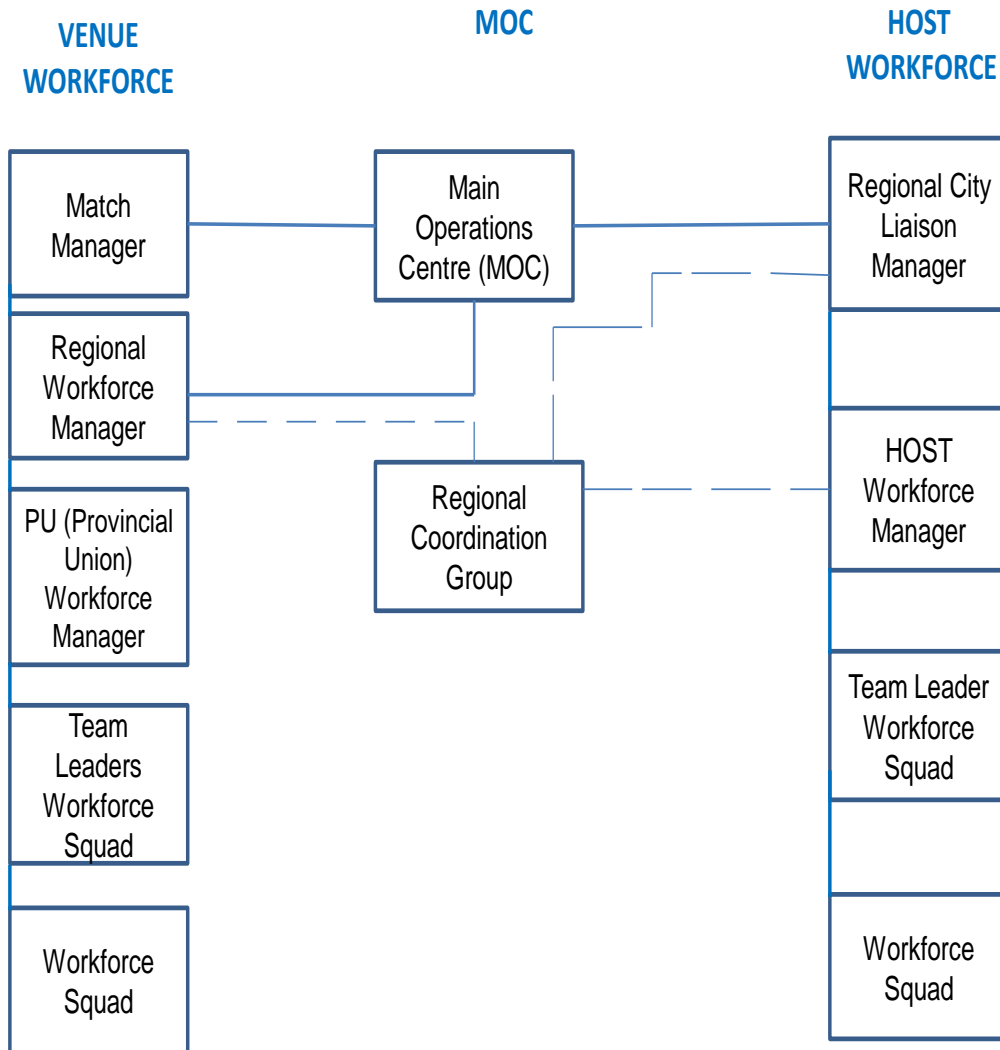 VENUE
WORKFORCE
MOC
HOST
WORKFORCE
Match
Manager
Regional
Workforce
Manager
PU (Provincial
Union)
Workforce
Manager
Team
Leaders
Workforce
Squad
Workforce
Squad
Main
Operations
Centre (MOC)
Regional
Coordination
Group
Regional City
Liaison
Manager
HOST
Workforce
Manager
Team Leader
Workforce
Squad
Workforce
Squad